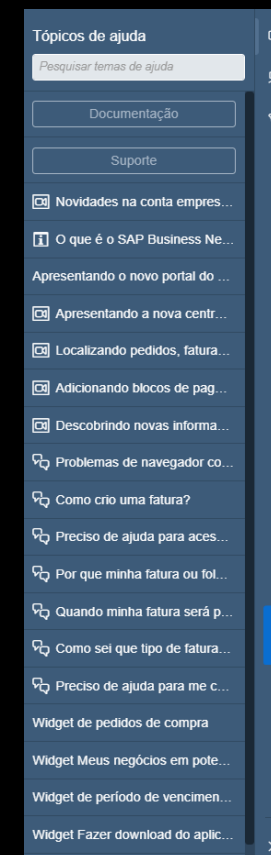 Tópicos de ajuda
Pesquisar temas de ajuda
Documentação
Suporte
Novidades na conta empres...
O que é o SAP Business Ne...
Apresentando o novo portal do ...
Apresentando a nova centr...
Localizando pedidos, fatura...
Adicionando blocos de pag...
Descobrindo novas informa...
Problemas de navegador co...
Como crio uma fatura?
Preciso de ajuda para aces...
Por que minha fatura ou fol...
Quando minha fatura será p...
Como sei que tipo de fatura...
Preciso de ajuda para me c...
Widget de pedidos de compra
Widget Meus negócios em pote...
Widget de período de vencimen...
Widget Fazer download do aplic...